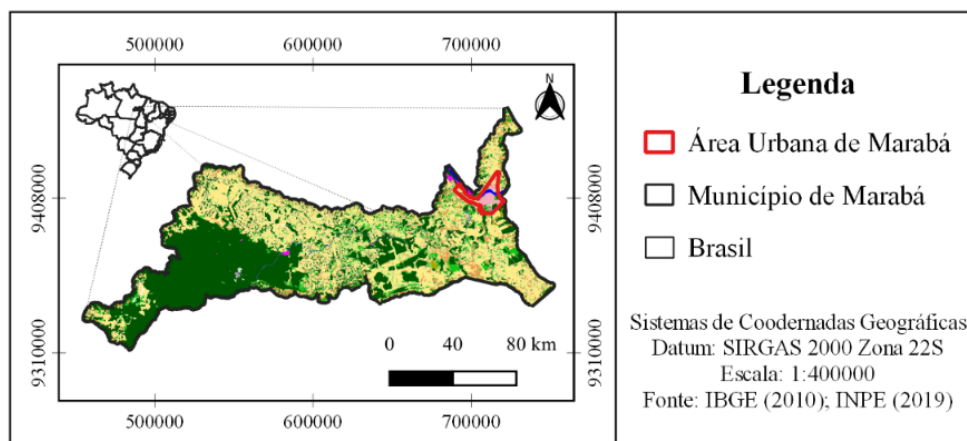 500000 600000 700000
N
9408000 9408000
9310000 9310000
0 40 80 km
500000 600000 700000
Legenda
Área Urbana de Marabá
Município de Marabá
Brasil
Sistemas de Coodernadas Geográficas
Datum: SIRGAS 2000 Zona 22S
Escala: 1:400000
Fonte: IBGE (2010); INPE (2019)